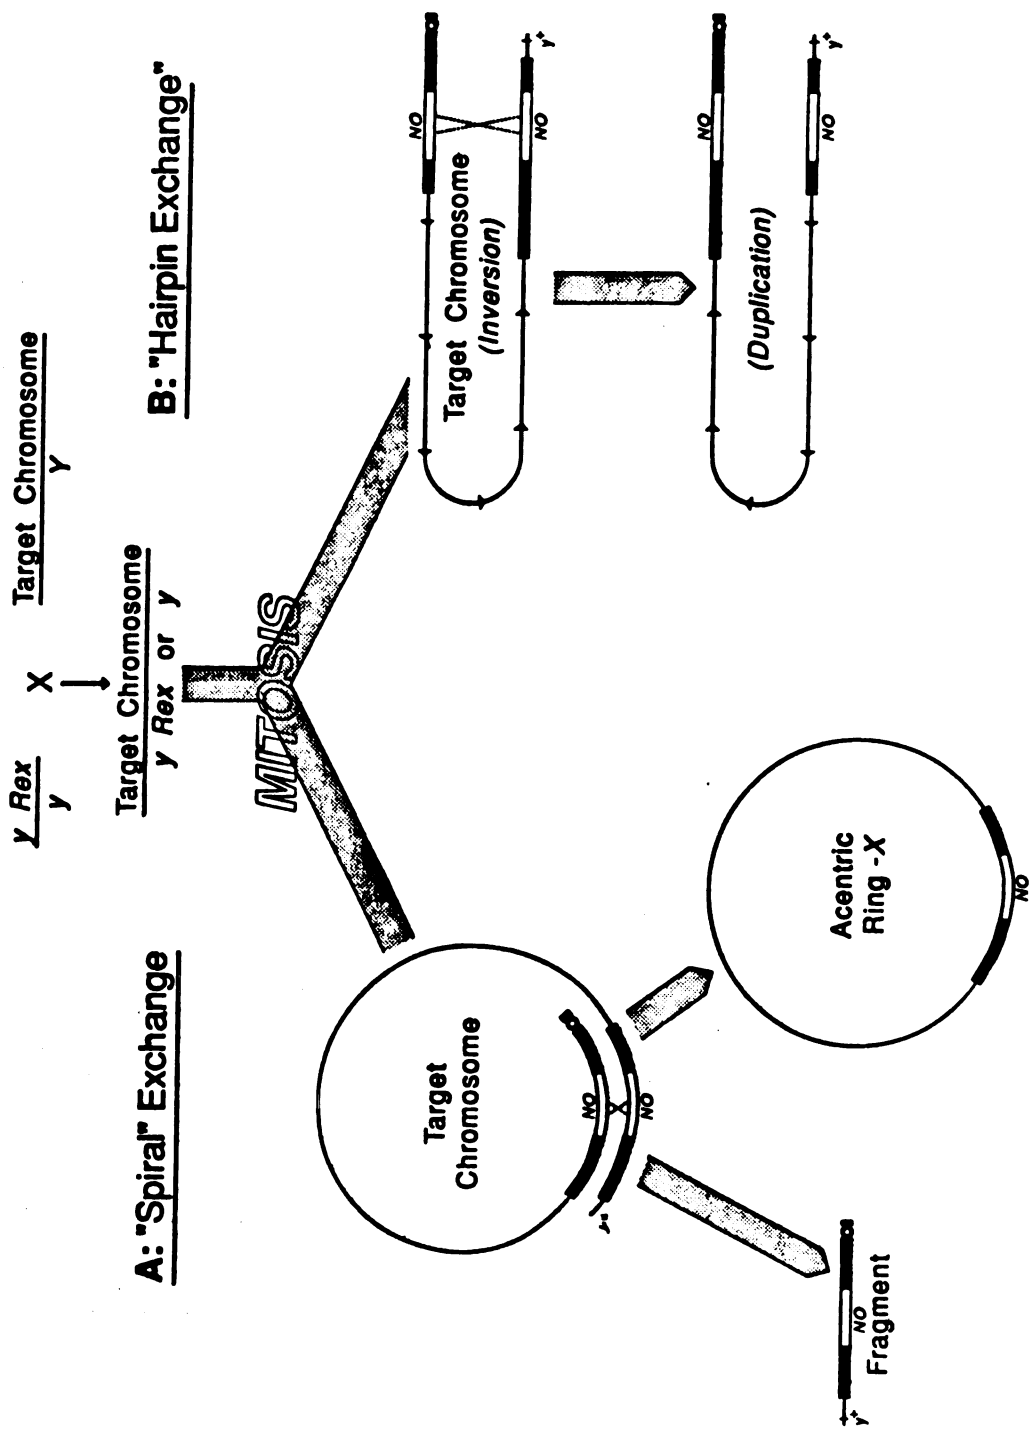 y Rex
y
X
Target Chromosome
Y
Target Chromosome
y Rex or y
MITOSIS
A: "Spiral" Exchange
B: "Hairpin Exchange"
Target
Chromosome
NO
NO
y+
Fragment
NO
y+
Acentric
Ring -X
NO
NO
Target Chromosome
(Inversion)
NO
y+
NO
(Duplication)
NO
y+